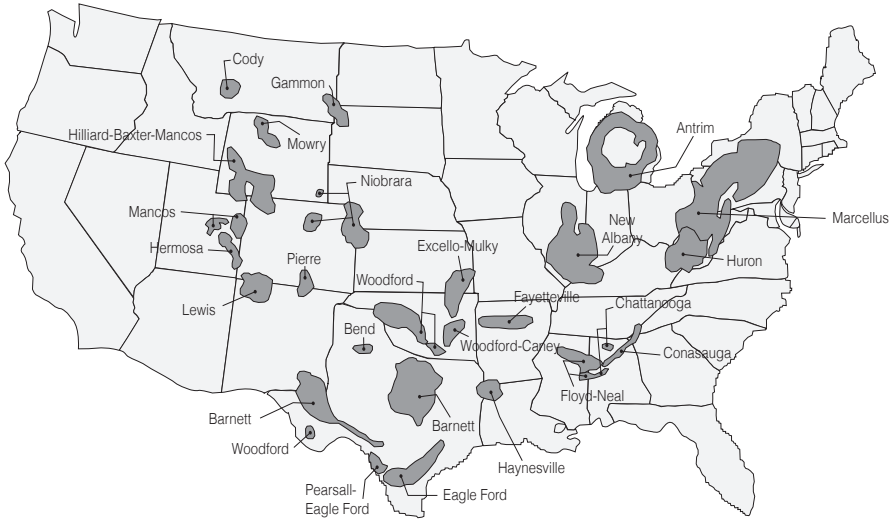 Cody
Gammon
Hilliard-Baxter-Mancos
Mowry
Antrim
Niobrara
Mancos
Marcellus
New
Albany
Hermosa
Excello-Mulky
Huron
Pierre
Woodford
Lewis
Fayetteville
Chattanooga
Bend
Woodford-Caney
Conasauga
Floyd-Neal
Barnett
Barnett
Woodford
Haynesville
Pearsall-
Eagle Ford
Eagle Ford